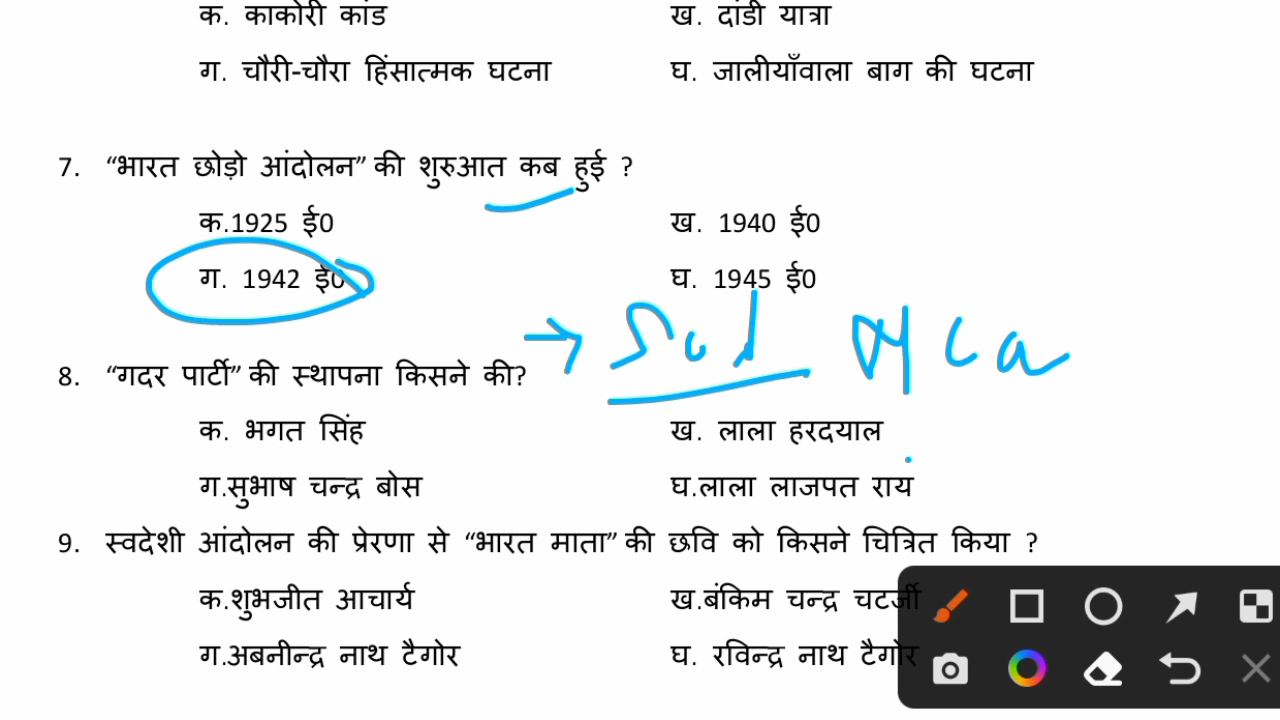 क. काकोरी कांड ख. दांडी यात्रा
ग. चौरी-चौरा हिंसात्मक घटना घ. जालीयाँवाला बाग की घटना
7. “भारत छोड़ो आंदोलन” की शुरुआत कब हुई ?
क.1925 ई0 ख. 1940 ई0
ग. 1942 ई0 घ. 1945 ई0
8. “गदर पार्टी” की स्थापना किसने की?
क. भगत सिंह ख. लाला हरदयाल
ग.सुभाष चन्द्र बोस घ.लाला लाजपत राय
9. स्वदेशी आंदोलन की प्रेरणा से “भारत माता” की छवि को किसने चित्रित किया ?
क.शुभजीत आचार्य ख.बंकिम चन्द्र चटर्जी
ग.अबनीन्द्र नाथ टैगोर घ. रविन्द्र नाथ टैगोर